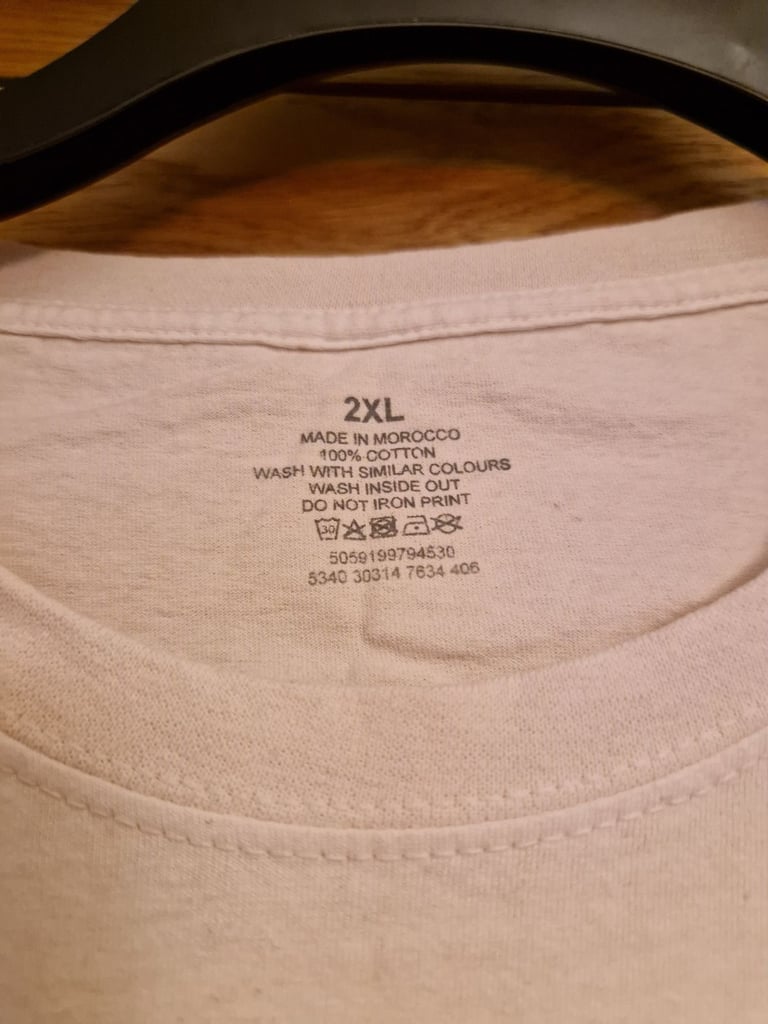 2XL
MADE IN MOROCCO
100% COTTON
WASH WITH SIMILAR COLOURS
WASH INSIDE OUT
DO NOT IRON PRINT
30
5059199794530
5340 30314 7634 406